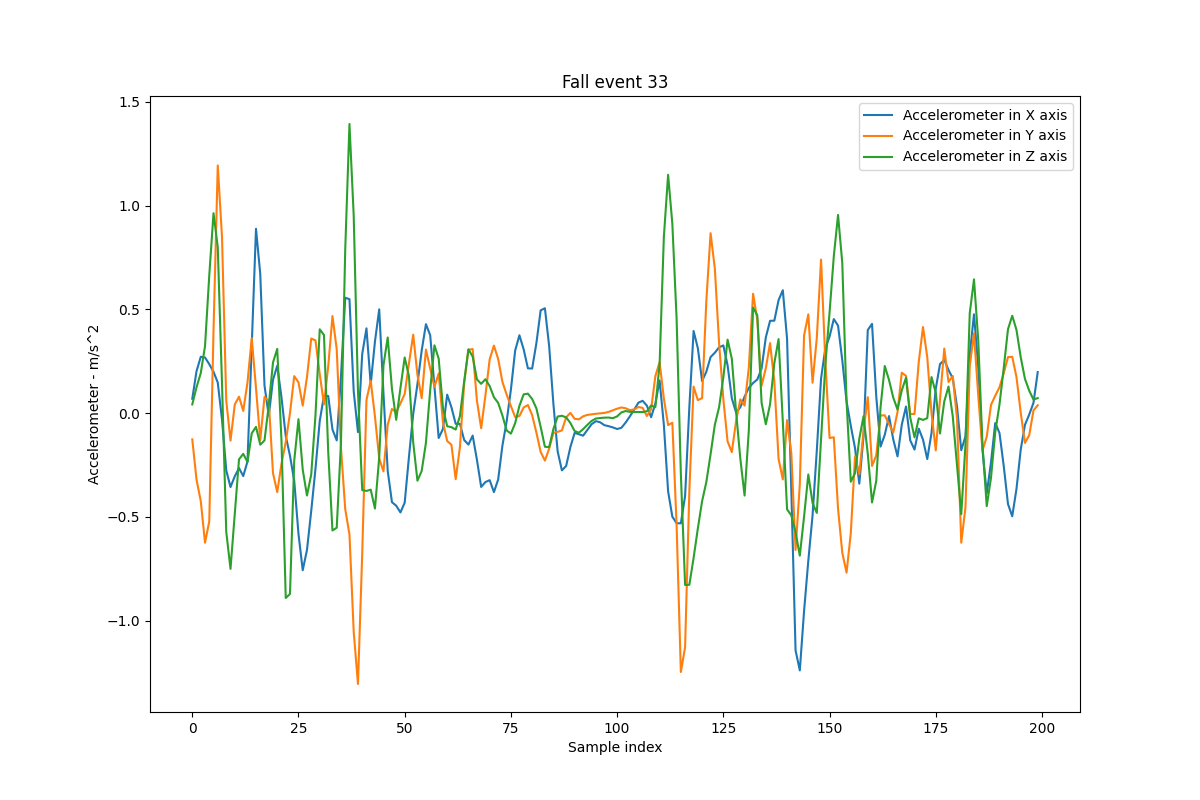 Fall event 33
Accelerometer in X axis
Accelerometer in Y axis
Accelerometer in Z axis
Accelerometer - m/s^2
1.5
1.0
0.5
0.0
−0.5
−1.0
0 25 50 75 100 125 150 175 200
Sample index